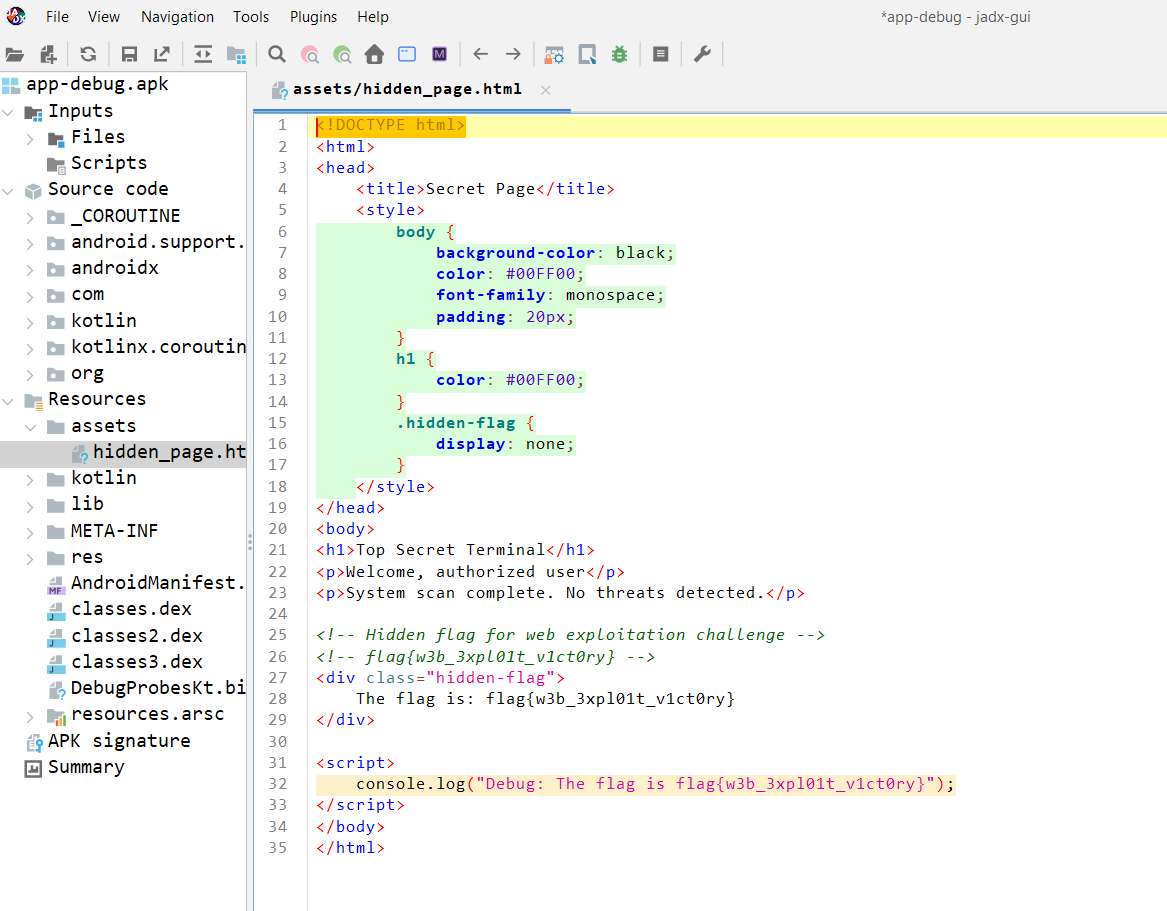 File View Navigation Tools Plugins Help *app-debug - jadx-gui
app-debug.apk
Inputs
Files
Scripts
Source code
_COROUTINE
android.support.
androidx
com
kotlin
kotlinx.coroutin
org
Resources
assets
hidden_page.ht
kotlin
lib
META-INF
res
AndroidManifest.
classes.dex
classes2.dex
classes3.dex
DebugProbesKt.bi
resources.arsc
APK signature
Summary
assets/hidden_page.html
1 <!DOCTYPE html>
2 <html>
3 <head>
4     <title>Secret Page</title>
5     <style>
6         body {
7             background-color: black;
8             color: #00FF00;
9             font-family: monospace;
10             padding: 20px;
11         }
12         h1 {
13             color: #00FF00;
14         }
15         .hidden-flag {
16             display: none;
17         }
18     </style>
19 </head>
20 <body>
21 <h1>Top Secret Terminal</h1>
22 <p>Welcome, authorized user</p>
23 <p>System scan complete. No threats detected.</p>
24
25 <!-- Hidden flag for web exploitation challenge -->
26 <!-- flag{w3b_3xpl01t_v1ct0ry} -->
27 <div class="hidden-flag">
28     The flag is: flag{w3b_3xpl01t_v1ct0ry}
29 </div>
30
31 <script>
32     console.log("Debug: The flag is flag{w3b_3xpl01t_v1ct0ry}");
33 </script>
34 </body>
35 </html>